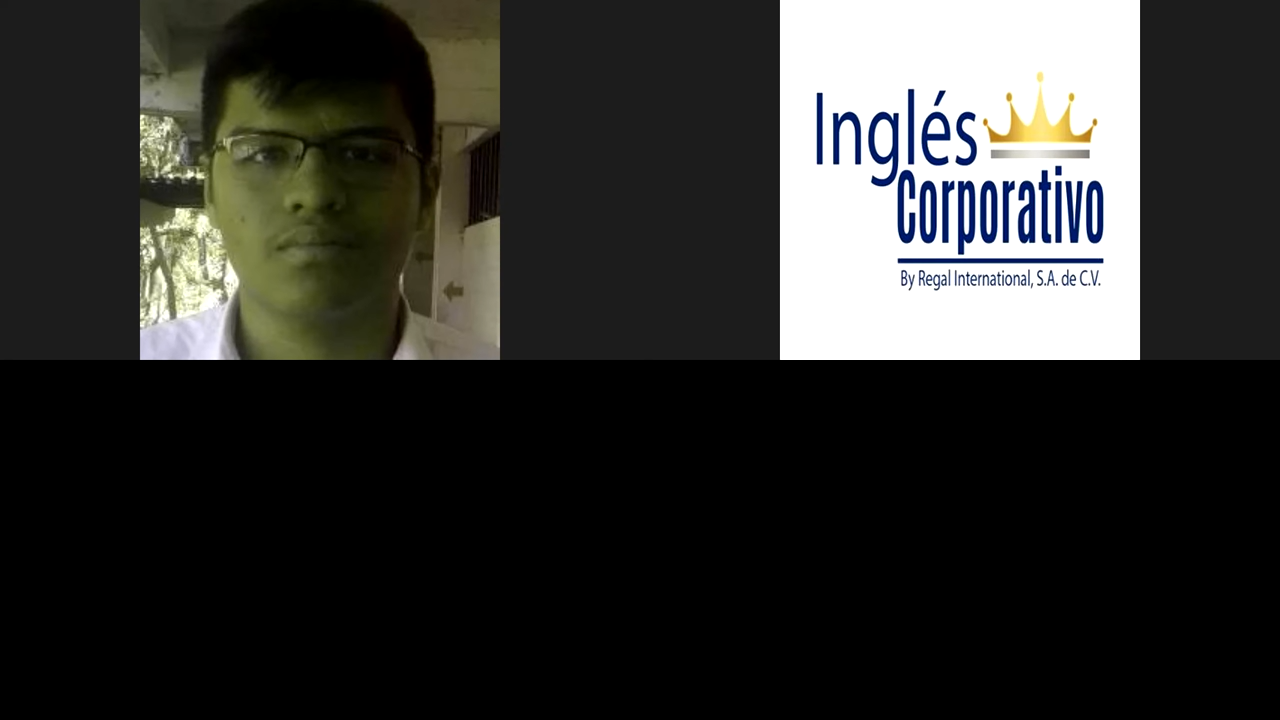 Inglés
Corporativo
By Regal International, S.A. de C.V.